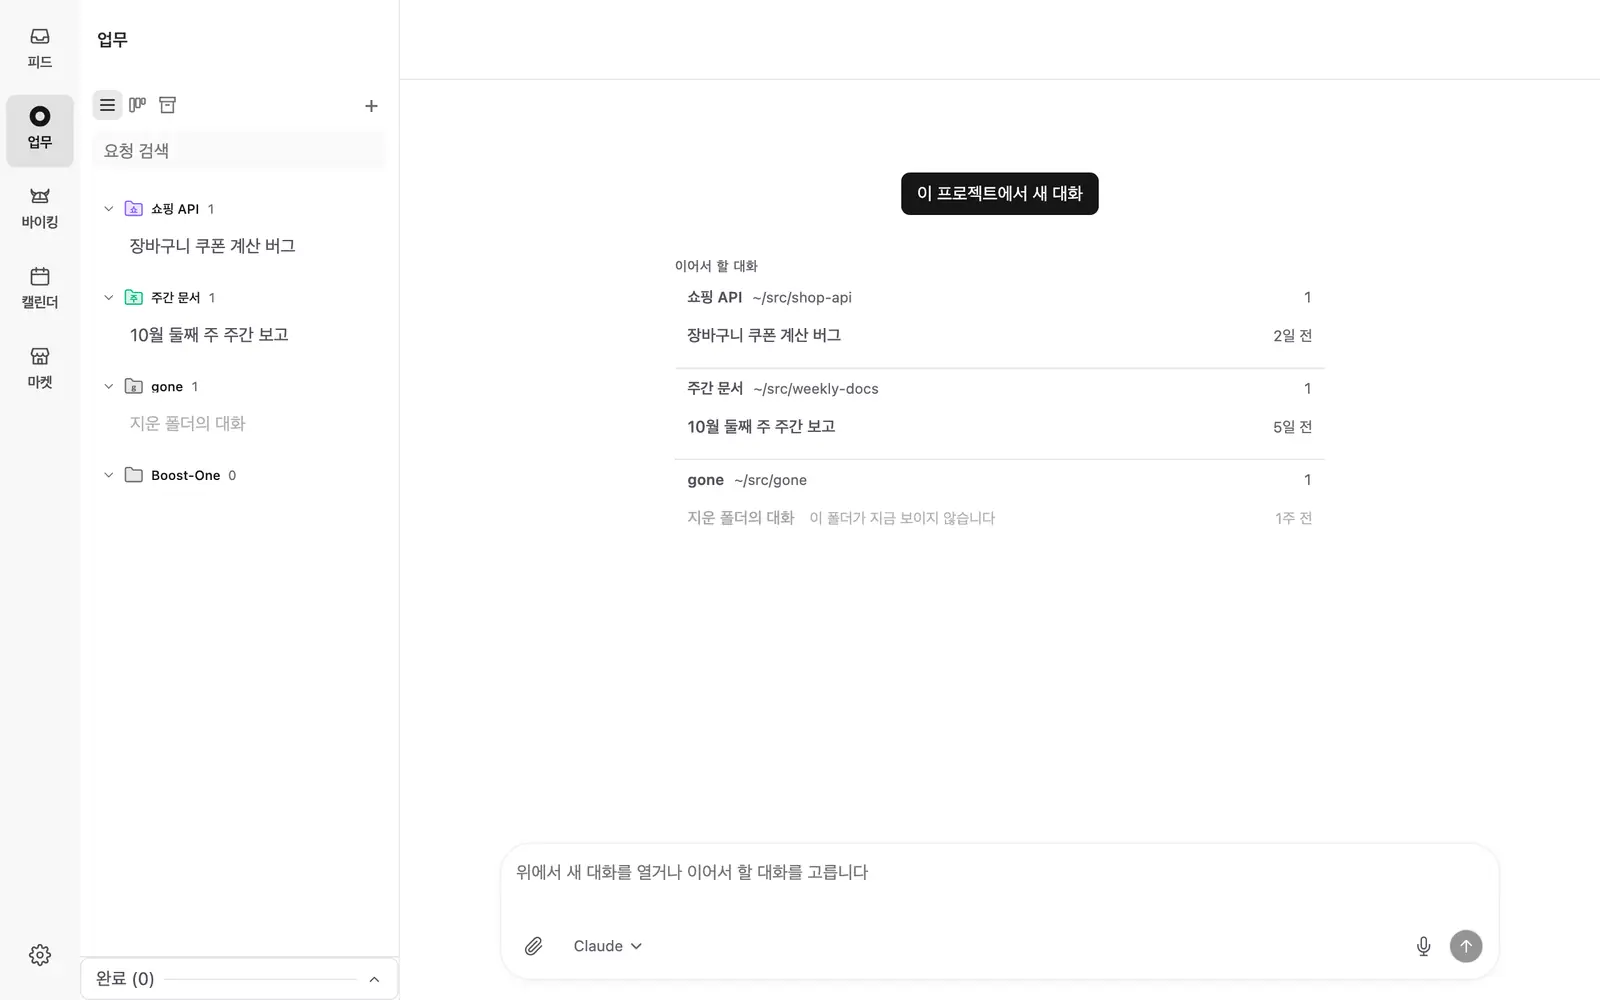 피드
업무
바이킹
캘린더
마켓
업무
요청 검색
쇼 쇼핑 API 1
장바구니 쿠폰 계산 버그
주 주간 문서 1
10월 둘째 주 주간 보고
g gone 1
지운 폴더의 대화
Boost-One 0
완료 (0)
이 프로젝트에서 새 대화
이어서 할 대화
쇼핑 API ~/src/shop-api 1
장바구니 쿠폰 계산 버그 2일 전
주간 문서 ~/src/weekly-docs 1
10월 둘째 주 주간 보고 5일 전
gone ~/src/gone 1
지운 폴더의 대화 이 폴더가 지금 보이지 않습니다 1주 전
위에서 새 대화를 열거나 이어서 할 대화를 고릅니다
Claude